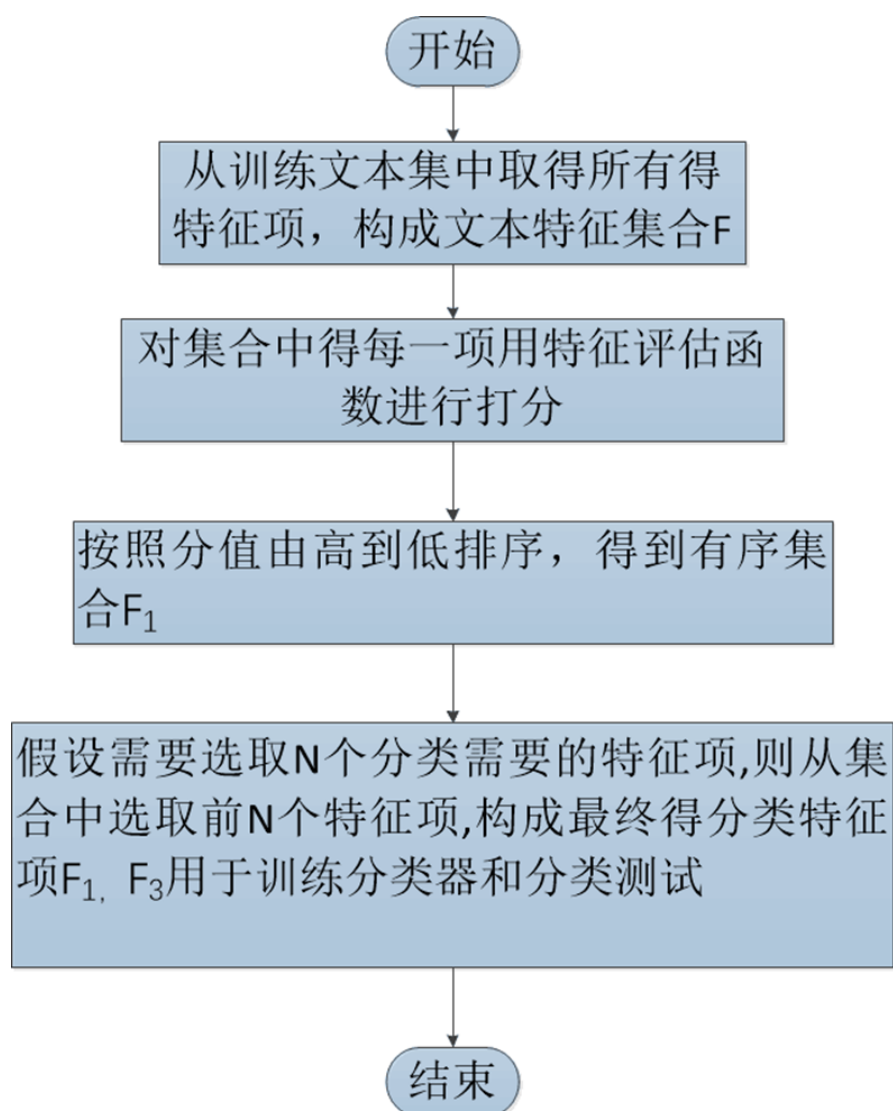 开始
从训练文本集中取得所有得
特征项，构成文本特征集合F
对集合中得每一项用特征评估函
数进行打分
按照分值由高到低排序，得到有序集
合F₁
假设需要选取N个分类需要的特征项,则从集
合中选取前N个特征项,构成最终得分类特征
项F₁，F₃用于训练分类器和分类测试
结束